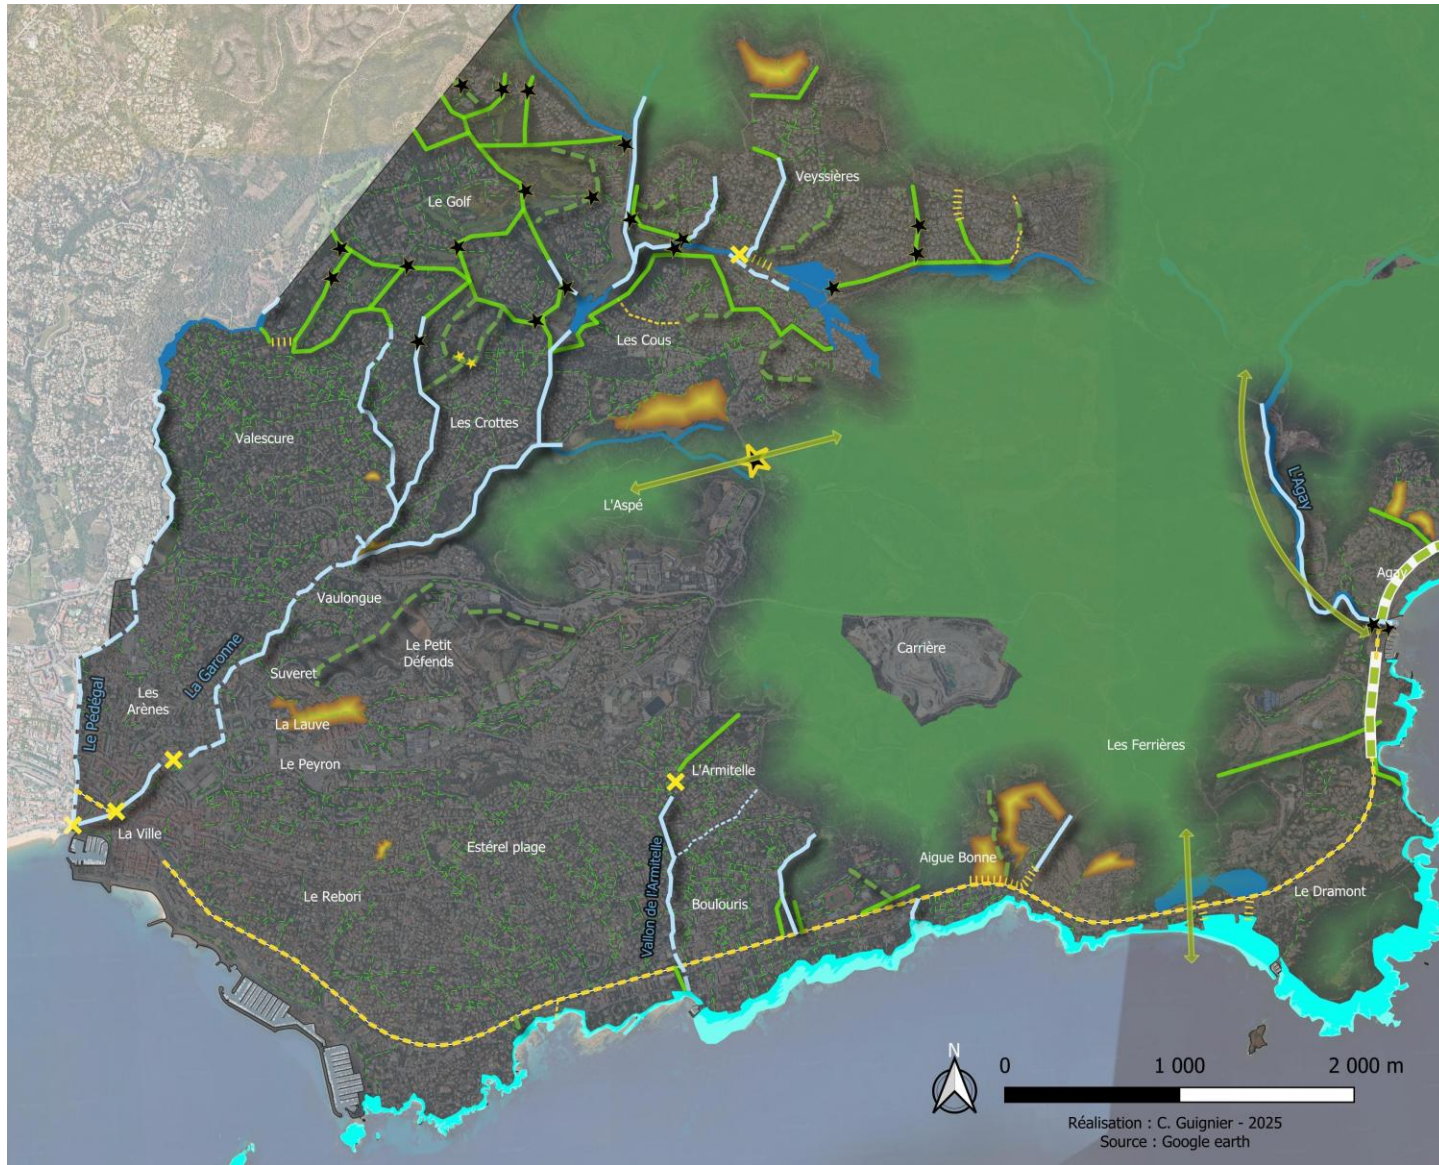 Veyssières
Le Golf
Les Cous
Les Crottes
Valescure
L'Agay
L'Aspé
Agay
Vaulongue
La Garonne
Le Petit
Défends
Carrière
Suveret
Les
Arènes
Le Pédégal
La Lauve
Les Ferrières
Le Peyron
L'Armitelle
La Ville
Estérel plage
Aigue Bonne
Vallon de l'Armitelle
Le Rebori
Boulouris
Le Dramont
N
0 1 000 2 000 m
Réalisation : C. Guignier - 2025
Source : Google earth